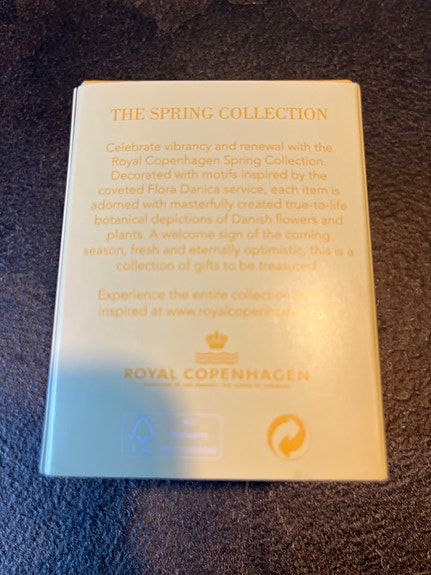 THE SPRING COLLECTION
Celebrate vibrancy and renewal with the
Royal Copenhagen Spring Collection.
Decorated with motifs inspired by the
coveted Flora Danica service, each item is
adorned with masterfully created true-to-life
botanical depictions of Danish flowers and
plants. A welcome sign of the coming
season, fresh and eternally optimistic, this is a
collection of gifts to be treasured.
Experience the entire collection
inspired at www.royalcopenha
ROYAL COPENHAGEN